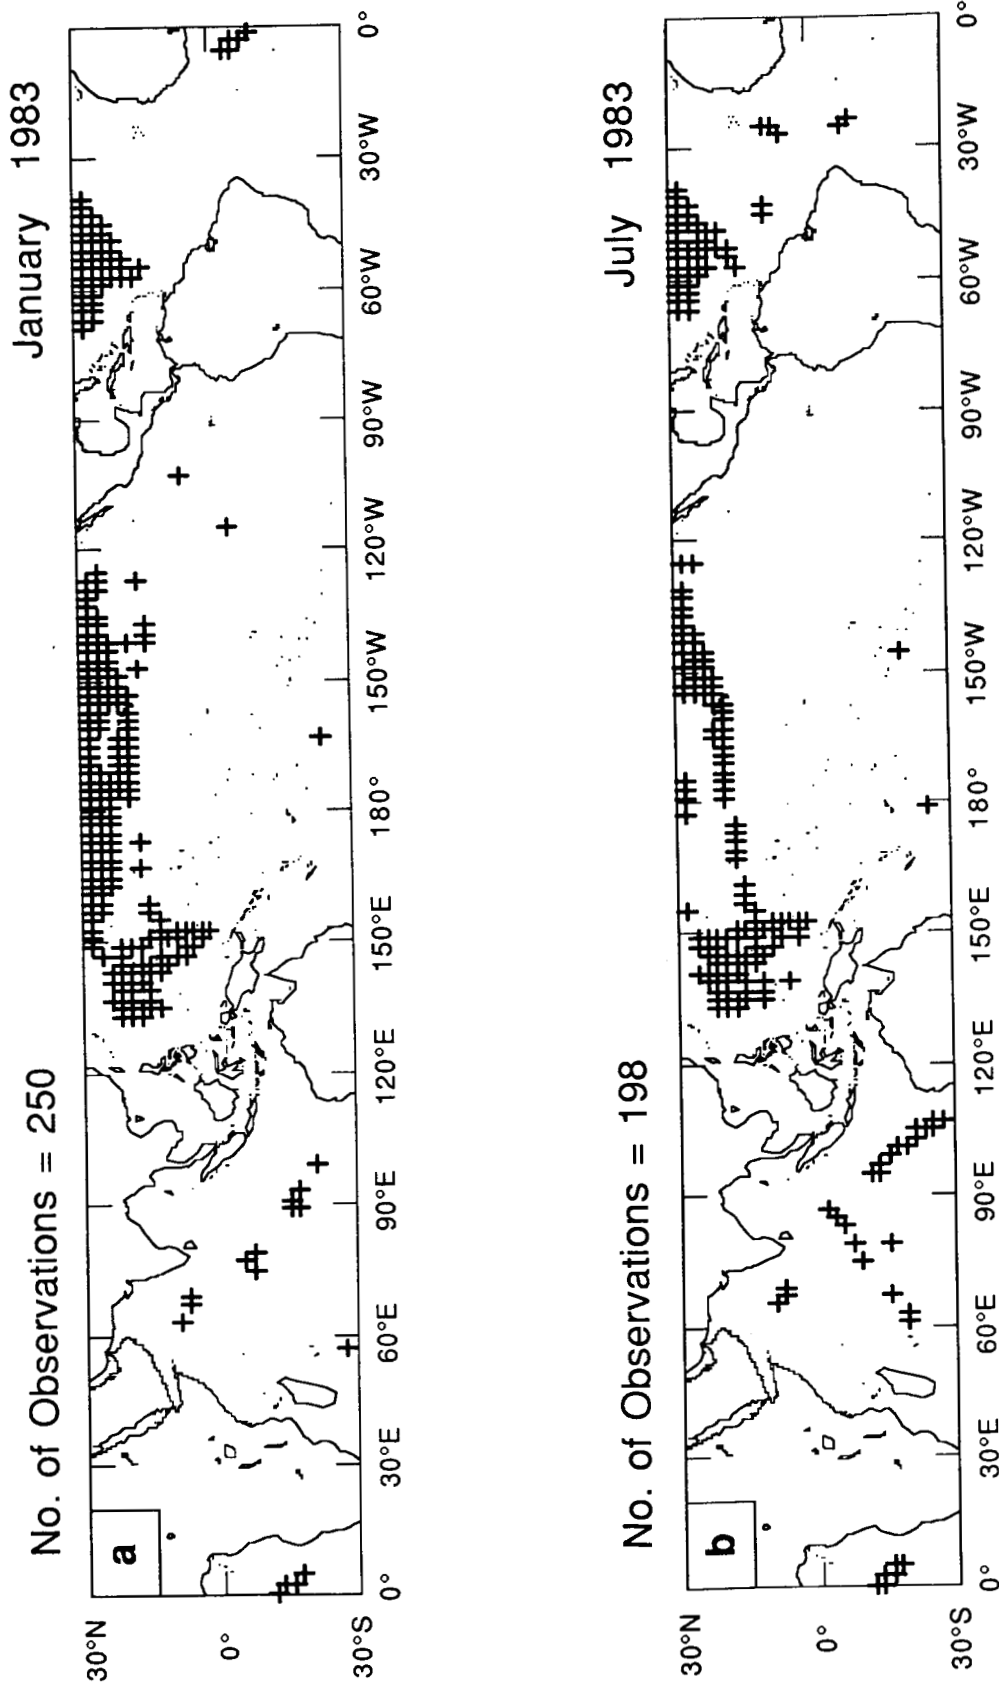 No. of Observations = 250
January 1983
a
30°N
0°
30°S
0°
30°E
60°E
90°E
120°E
150°E
180°
150°W
120°W
90°W
60°W
30°W
0°
No. of Observations = 198
July 1983
b
30°N
0°
30°S
0°
30°E
60°E
90°E
120°E
150°E
180°
150°W
120°W
90°W
60°W
30°W
0°